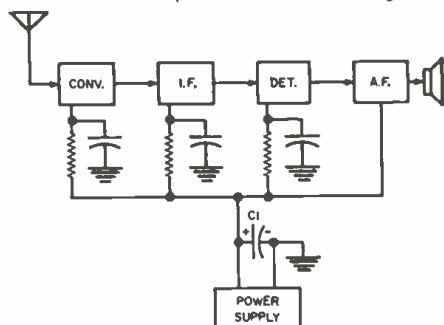 CONV.
I.F.
DET.
A.F.
C1
+ -
POWER
SUPPLY